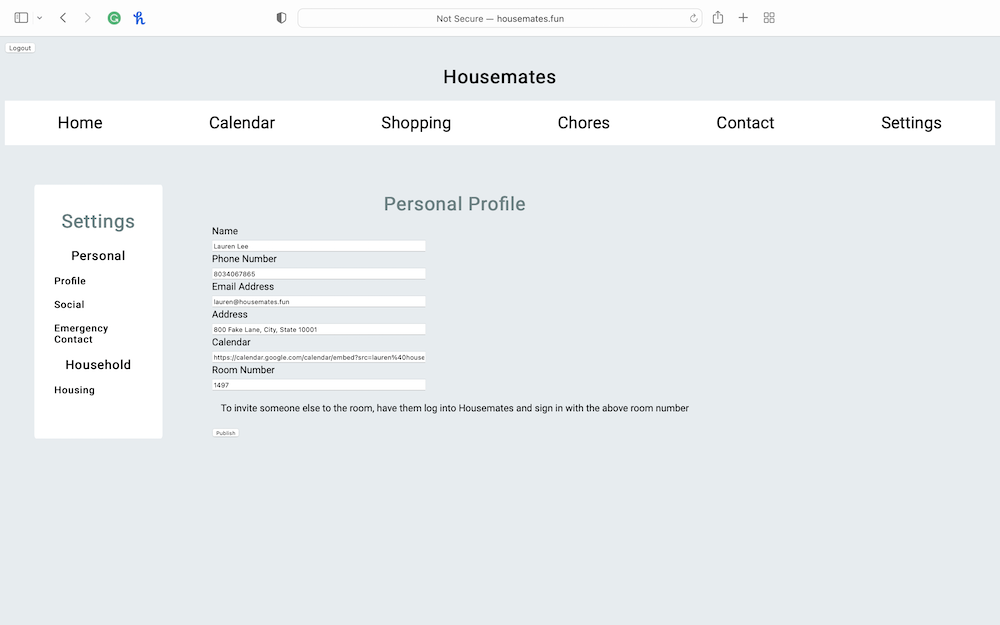 Not Secure — housemates.fun
Logout
Housemates
Home Calendar Shopping Chores Contact Settings
Settings
Personal
Profile
Social
Emergency
Contact
Household
Housing
Personal Profile
Name
Lauren Lee
Phone Number
8034067865
Email Address
lauren@housemates.fun
Address
800 Fake Lane, City, State 10001
Calendar
https://calendar.google.com/calendar/embed?src=lauren%40house
Room Number
1497
To invite someone else to the room, have them log into Housemates and sign in with the above room number
Publish